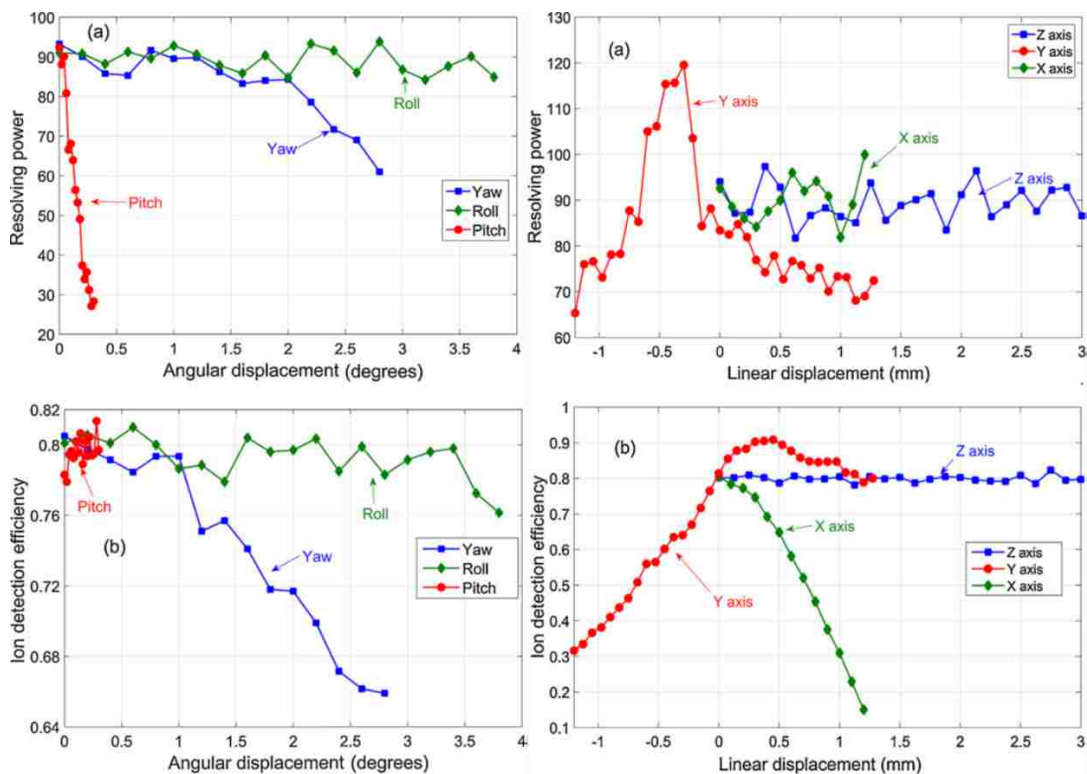 (a)
Resolving power
100
90
80
70
60
50
40
30
20
Roll
Yaw
Pitch
Yaw
Roll
Pitch
0 0.5 1 1.5 2 2.5 3 3.5 4
Angular displacement (degrees)
(a)
Resolving power
130
120
110
100
90
80
70
60
Z axis
Y axis
X axis
Y axis
X axis
Z axis
-1 -0.5 0 0.5 1 1.5 2 2.5 3
Linear displacement (mm)
Ion detection efficiency
0.82
0.8
0.76
0.72
0.68
0.64
Pitch
Roll
(b)
Yaw
Yaw
Roll
Pitch
0 0.5 1 1.5 2 2.5 3 3.5 4
Angular displacement (degrees)
(b)
Ion detection efficiency
1
0.9
0.8
0.7
0.6
0.5
0.4
0.3
0.2
0.1
Z axis
X axis
Y axis
Z axis
Y axis
X axis
-1 -0.5 0 0.5 1 1.5 2 2.5 3
Linear displacement (mm)